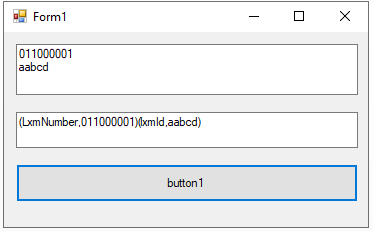 Form1
011000001
aabcd
(LxmNumber,011000001)(lxmId,aabcd)
button1